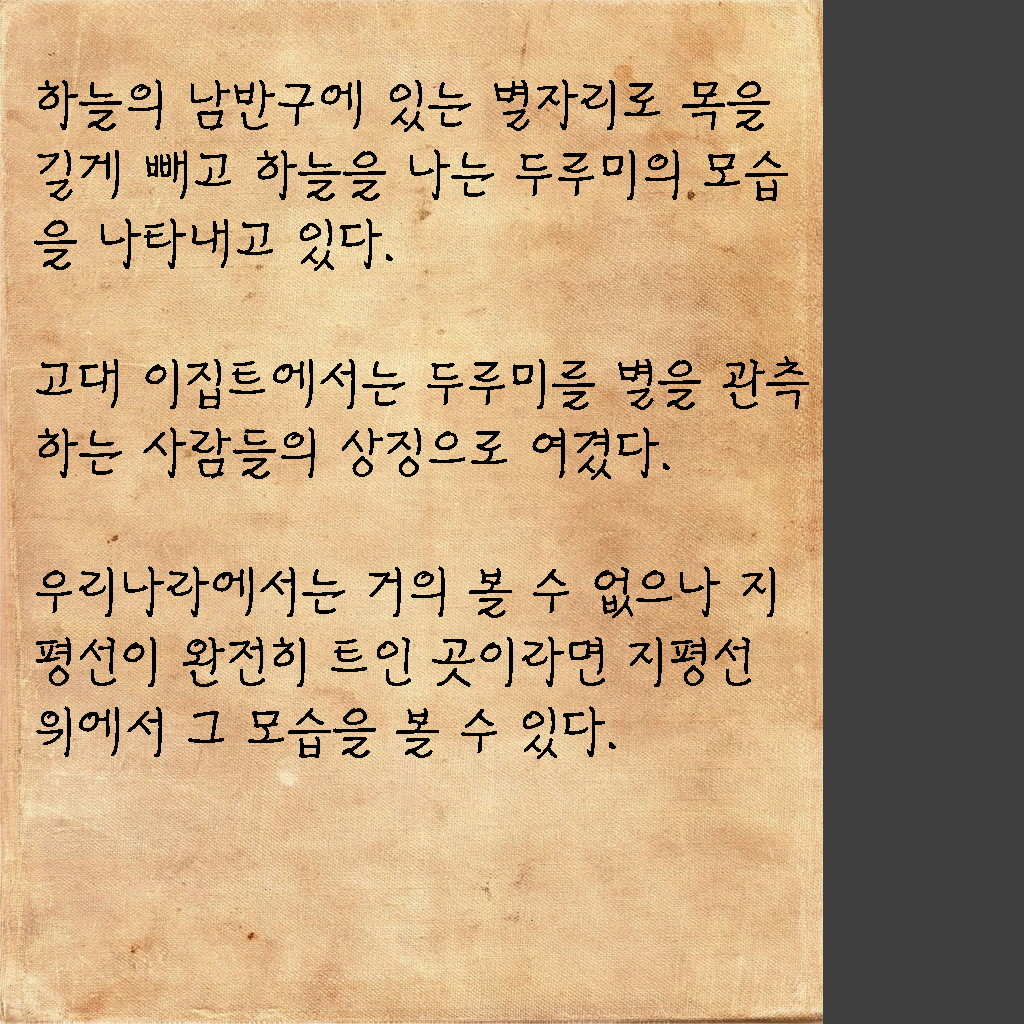 하늘의 남반구에 있는 별자리로 목을
길게 빼고 하늘을 나는 두루미의 모습
을 나타내고 있다.
고대 이집트에서는 두루미를 별을 관측
하는 사람들의 상징으로 여겼다.
우리나라에서는 거의 볼 수 없으나 지
평선이 완전히 트인 곳이라면 지평선
위에서 그 모습을 볼 수 있다.